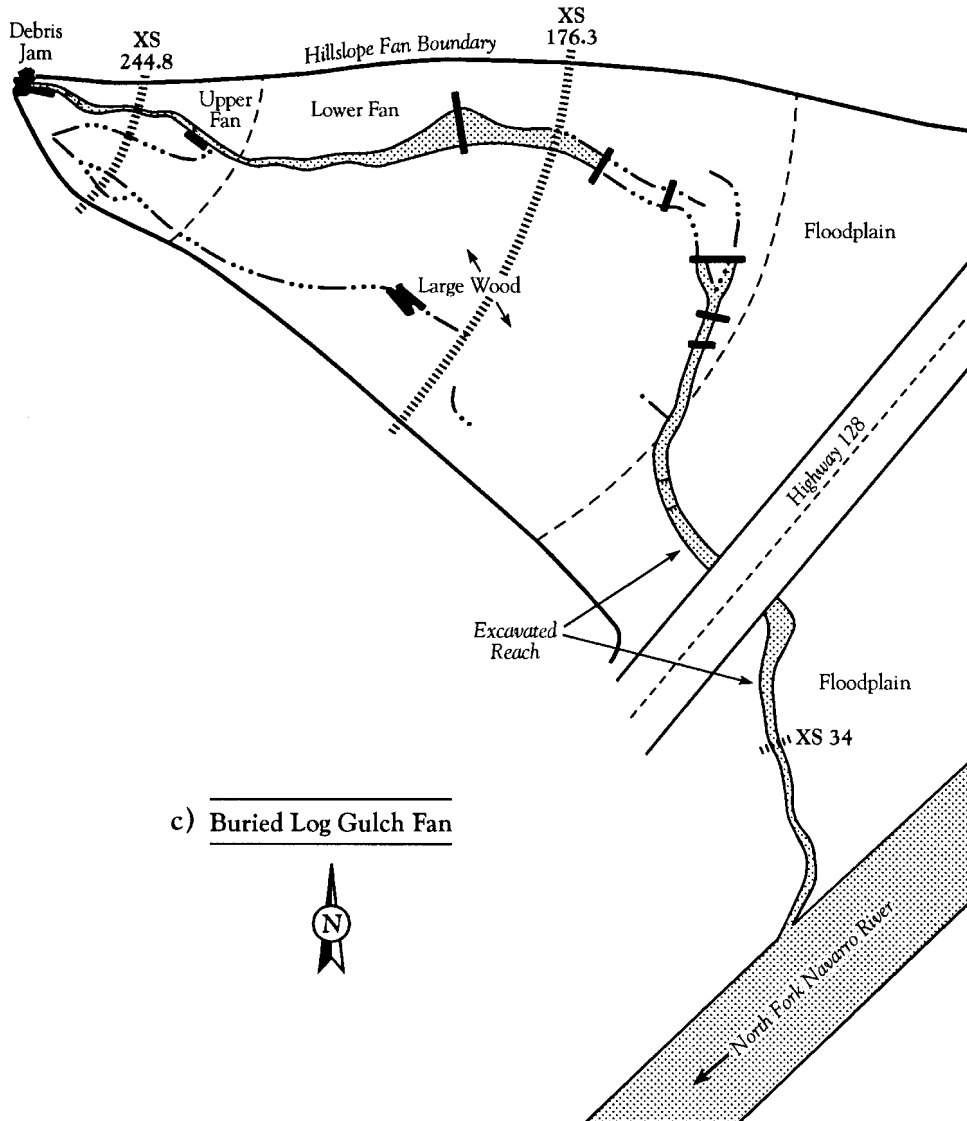 Debris
Jam
XS
244.8
Hillslope Fan Boundary
XS
176.3
Upper
Fan
Lower Fan
Floodplain
Large Wood
Highway 128
Excavated
Reach
Floodplain
XS 34
c) Buried Log Gulch Fan
N
North Fork Navarro River